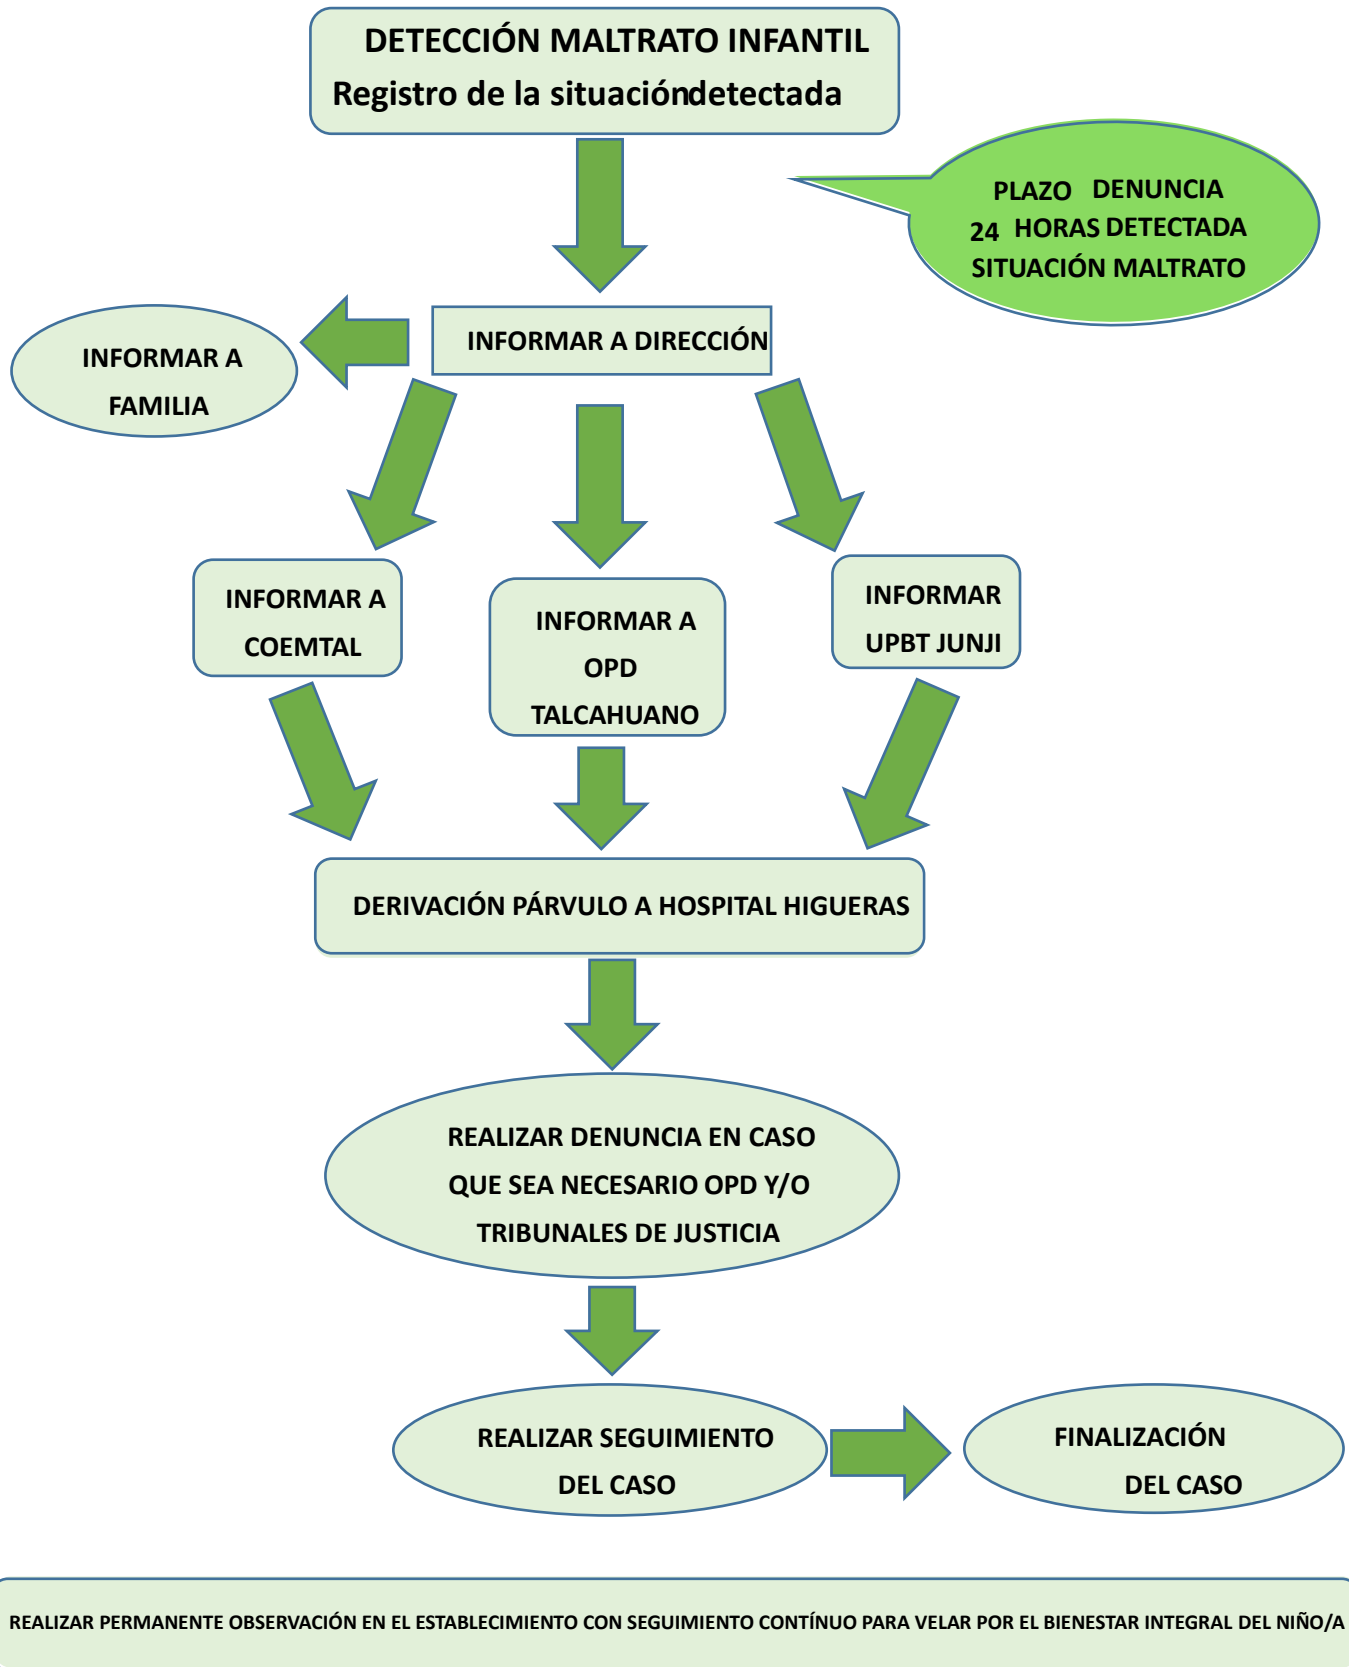 DETECCIÓN MALTRATO INFANTIL
Registro de la situacióndetectada
PLAZO DENUNCIA
24 HORAS DETECTADA
SITUACIÓN MALTRATO
INFORMAR A DIRECCIÓN
INFORMAR A
FAMILIA
INFORMAR A
COEMTAL
INFORMAR A
OPD
TALCAHUANO
INFORMAR
UPBT JUNJI
DERIVACIÓN PÁRVULO A HOSPITAL HIGUERAS
REALIZAR DENUNCIA EN CASO
QUE SEA NECESARIO OPD Y/O
TRIBUNALES DE JUSTICIA
REALIZAR SEGUIMIENTO
DEL CASO
FINALIZACIÓN
DEL CASO
REALIZAR PERMANENTE OBSERVACIÓN EN EL ESTABLECIMIENTO CON SEGUIMIENTO CONTÍNUO PARA VELAR POR EL BIENESTAR INTEGRAL DEL NIÑO/A